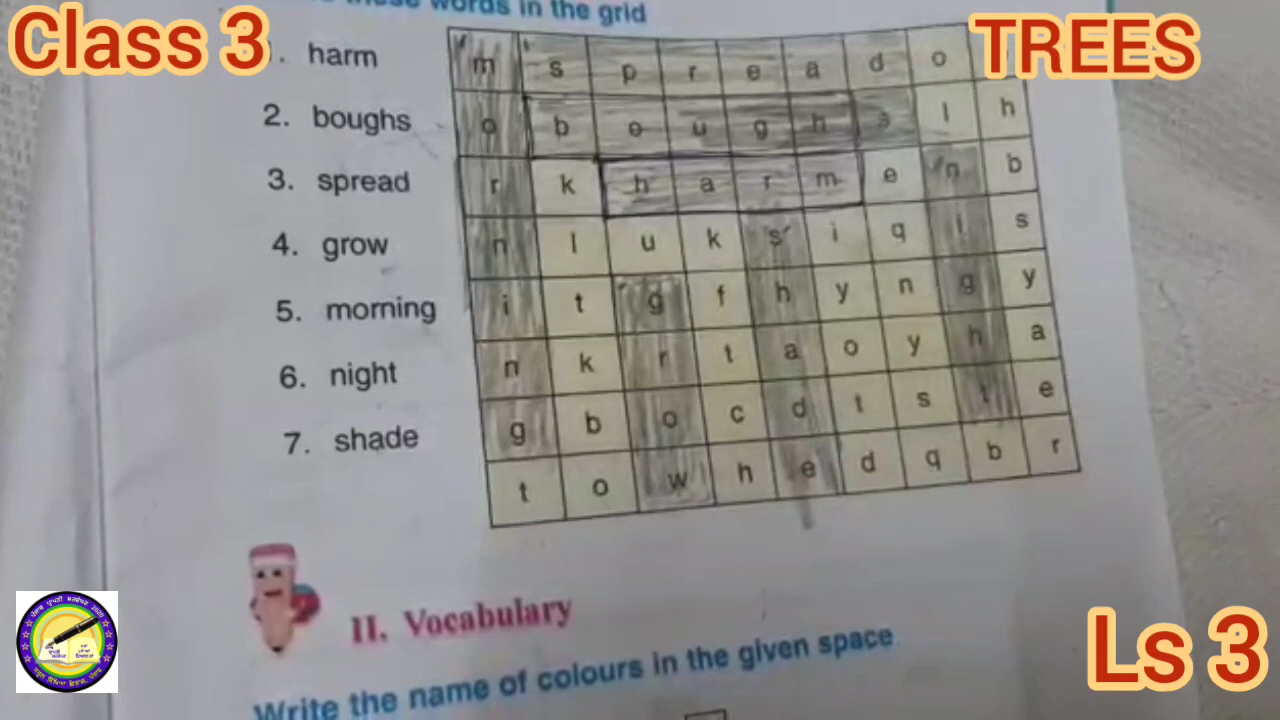 Class 3
TREES
words in the grid
1. harm
2. boughs
3. spread
4. grow
5. morning
6. night
7. shade
m s p r e a d o
o b o u g h s l h
r k h a r m e n b
n l u k s i q i s
i t g f h y n g y
n k r t a o y h a
g b o c d t s t e
t o w h e d q b r
II. Vocabulary
Write the name of colours in the given space
Ls 3